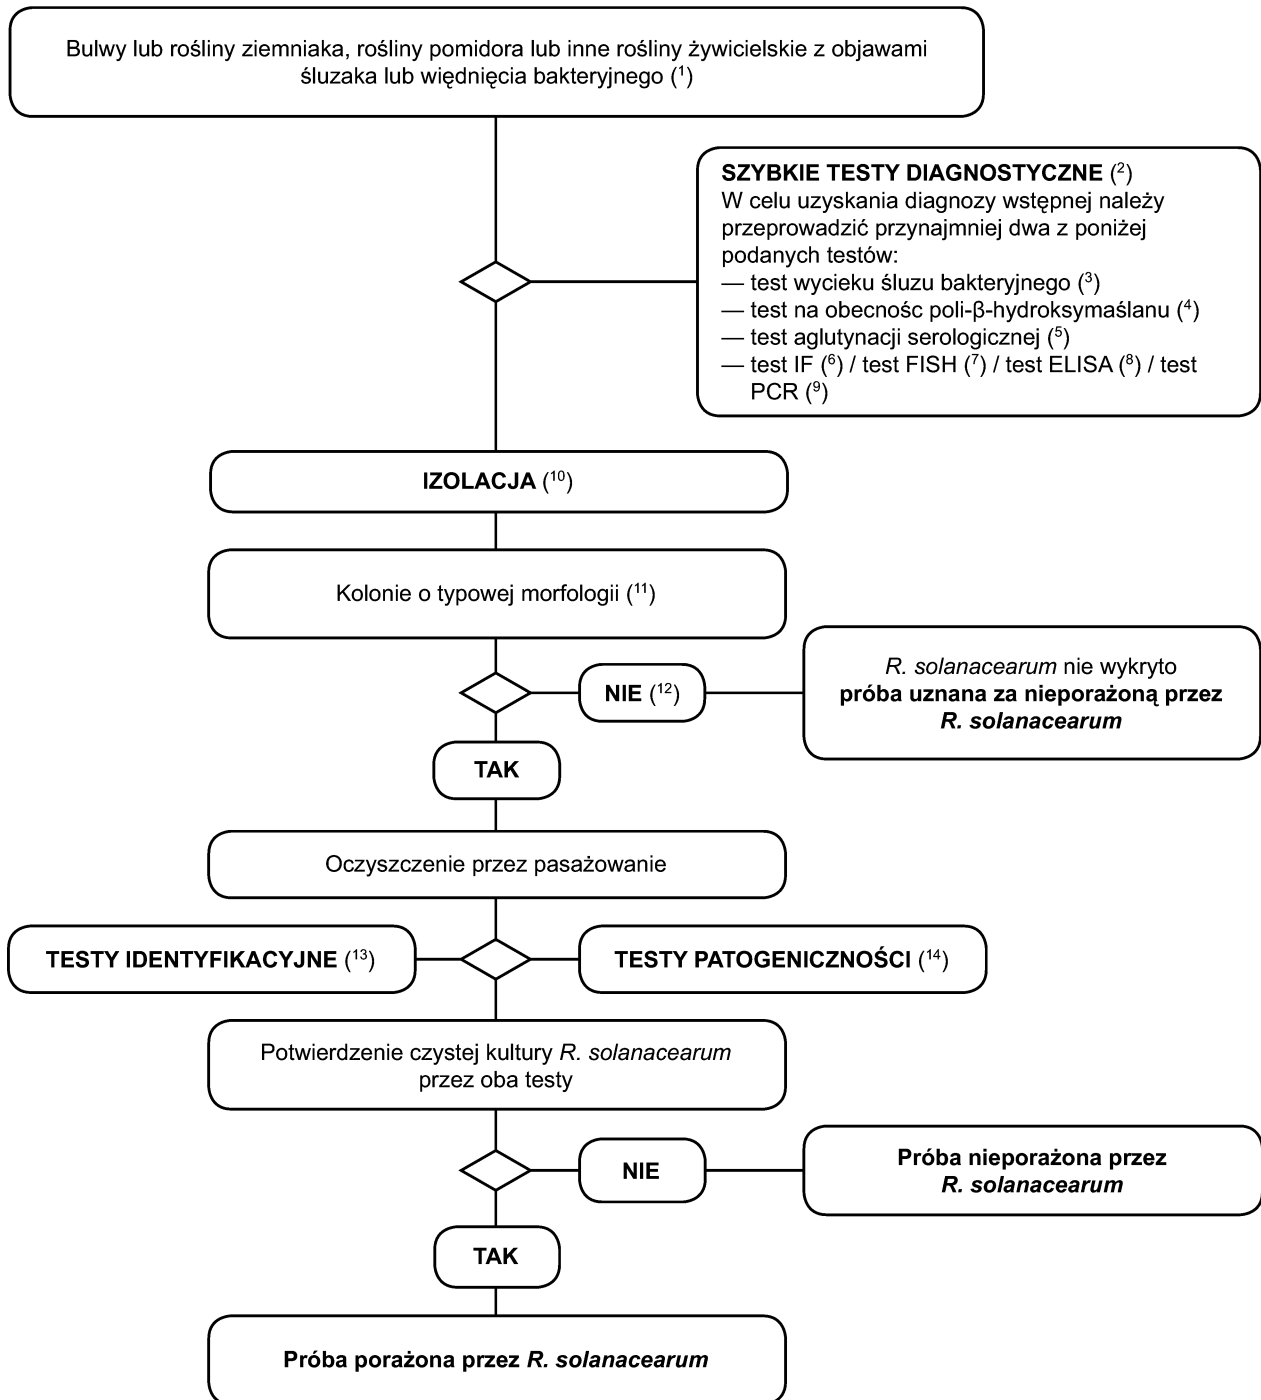 Bulwy lub rośliny ziemniaka, rośliny pomidora lub inne rośliny żywicielskie z objawami
śluzaka lub więdnięcia bakteryjnego (¹)
SZYBKIE TESTY DIAGNOSTYCZNE (²)
W celu uzyskania diagnozy wstępnej należy
przeprowadzić przynajmniej dwa z poniżej
podanych testów:
— test wycieku śluzu bakteryjnego (³)
— test na obecnośc poli-β-hydroksymaślanu (⁴)
— test aglutynacji serologicznej (⁵)
— test IF (⁶) / test FISH (⁷) / test ELISA (⁸) / test
PCR (⁹)
IZOLACJA (¹⁰)
Kolonie o typowej morfologii (¹¹)
NIE (¹²)
R. solanacearum nie wykryto
próba uznana za nieporażoną przez
R. solanacearum
TAK
Oczyszczenie przez pasażowanie
TESTY IDENTYFIKACYJNE (¹³)
TESTY PATOGENICZNOŚCI (¹⁴)
Potwierdzenie czystej kultury R. solanacearum
przez oba testy
NIE
Próba nieporażona przez
R. solanacearum
TAK
Próba porażona przez R. solanacearum